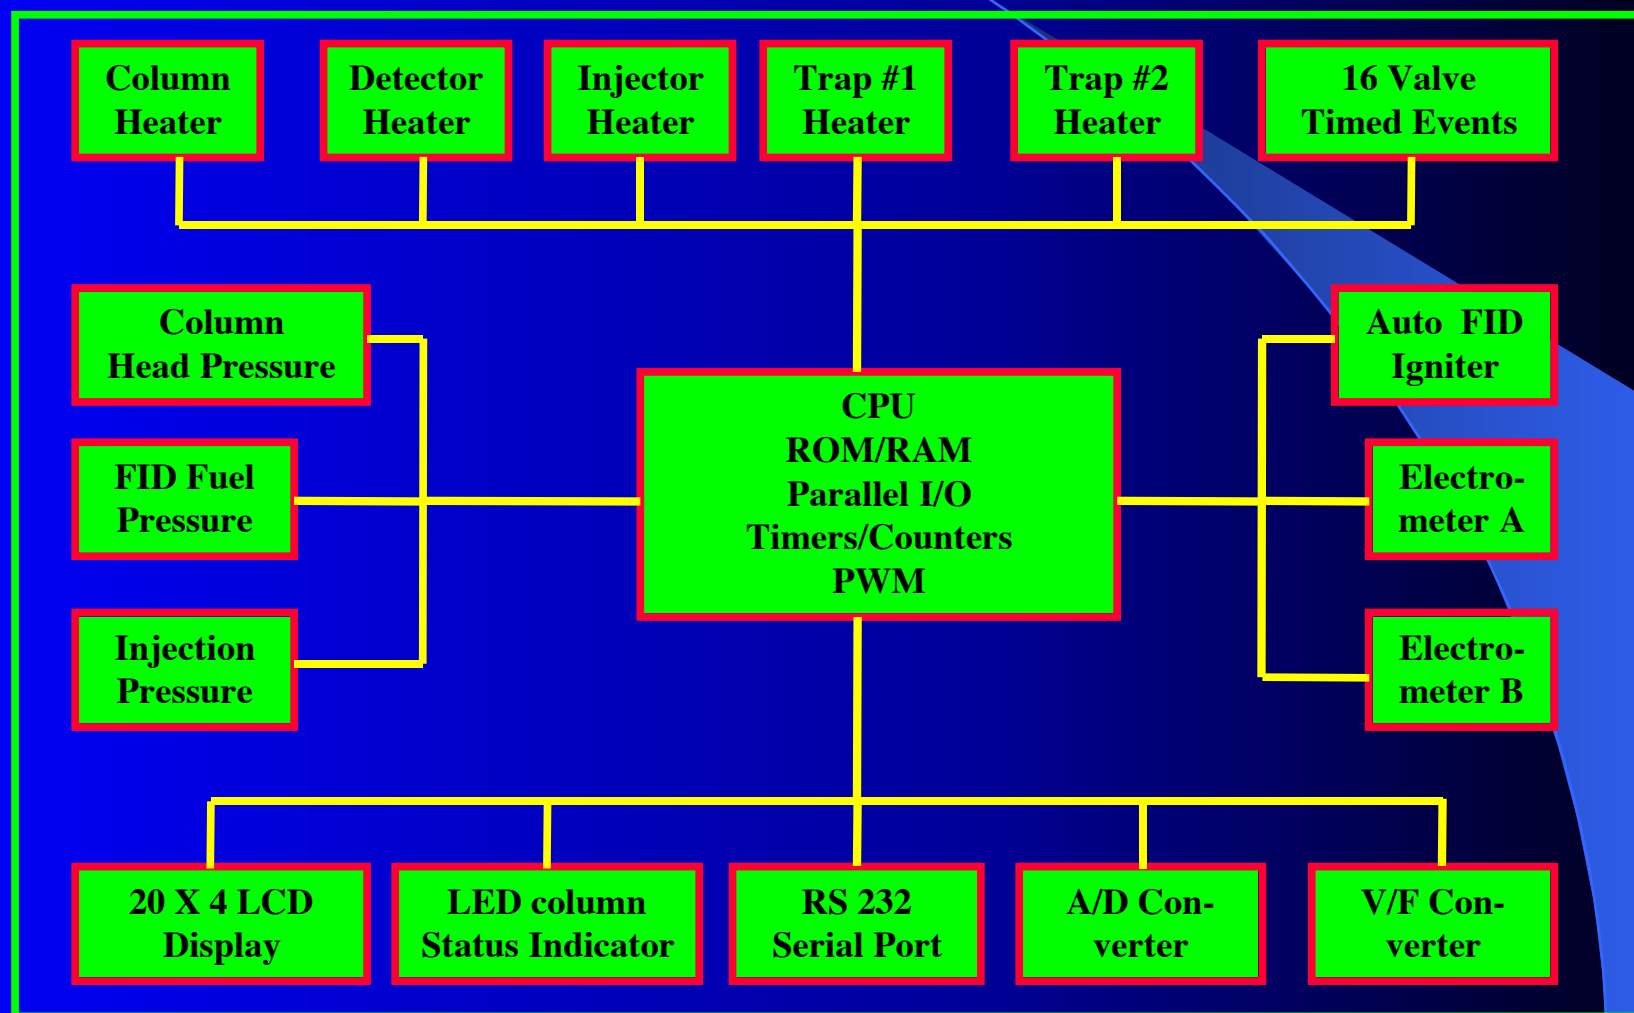 Column
Heater
Detector
Heater
Injector
Heater
Trap #1
Heater
Trap #2
Heater
16 Valve
Timed Events
Column
Head Pressure
Auto  FID
Igniter
CPU
ROM/RAM
Parallel I/O
Timers/Counters
PWM
FID Fuel
Pressure
Electro-
meter A
Injection
Pressure
Electro-
meter B
20 X 4 LCD
Display
LED column
Status Indicator
RS 232
Serial Port
A/D Con-
verter
V/F Con-
verter